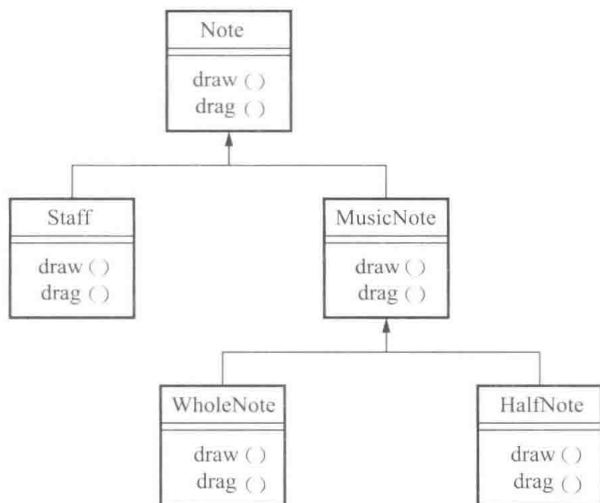 Note
draw ( )
drag ( )
Staff
draw ( )
drag ( )
MusicNote
draw ( )
drag ( )
WholeNote
draw ( )
drag ( )
HalfNote
draw ( )
drag ( )